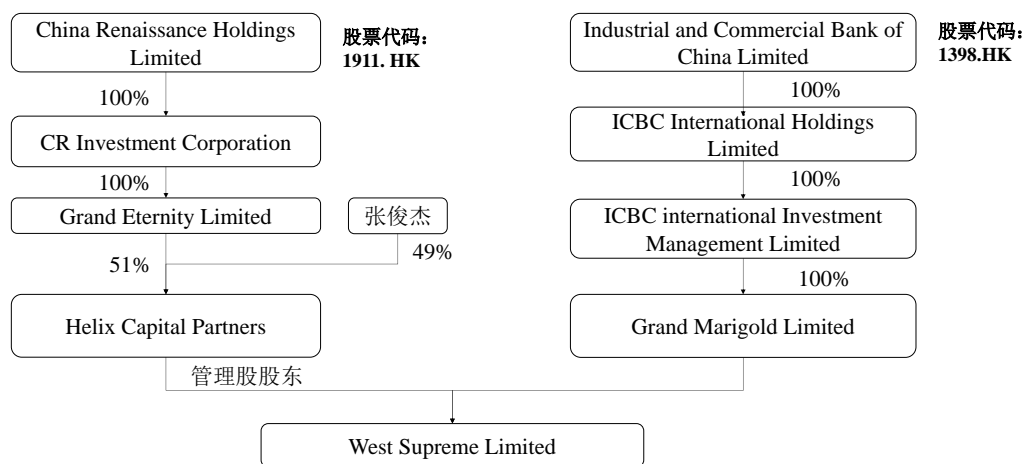 China Renaissance Holdings
Limited
股票代码：
1911. HK
Industrial and Commercial Bank of
China Limited
股票代码：
1398.HK
100%
100%
CR Investment Corporation
ICBC International Holdings
Limited
100%
100%
Grand Eternity Limited
张俊杰
ICBC international Investment
Management Limited
51%
49%
100%
Helix Capital Partners
Grand Marigold Limited
管理股股东
West Supreme Limited